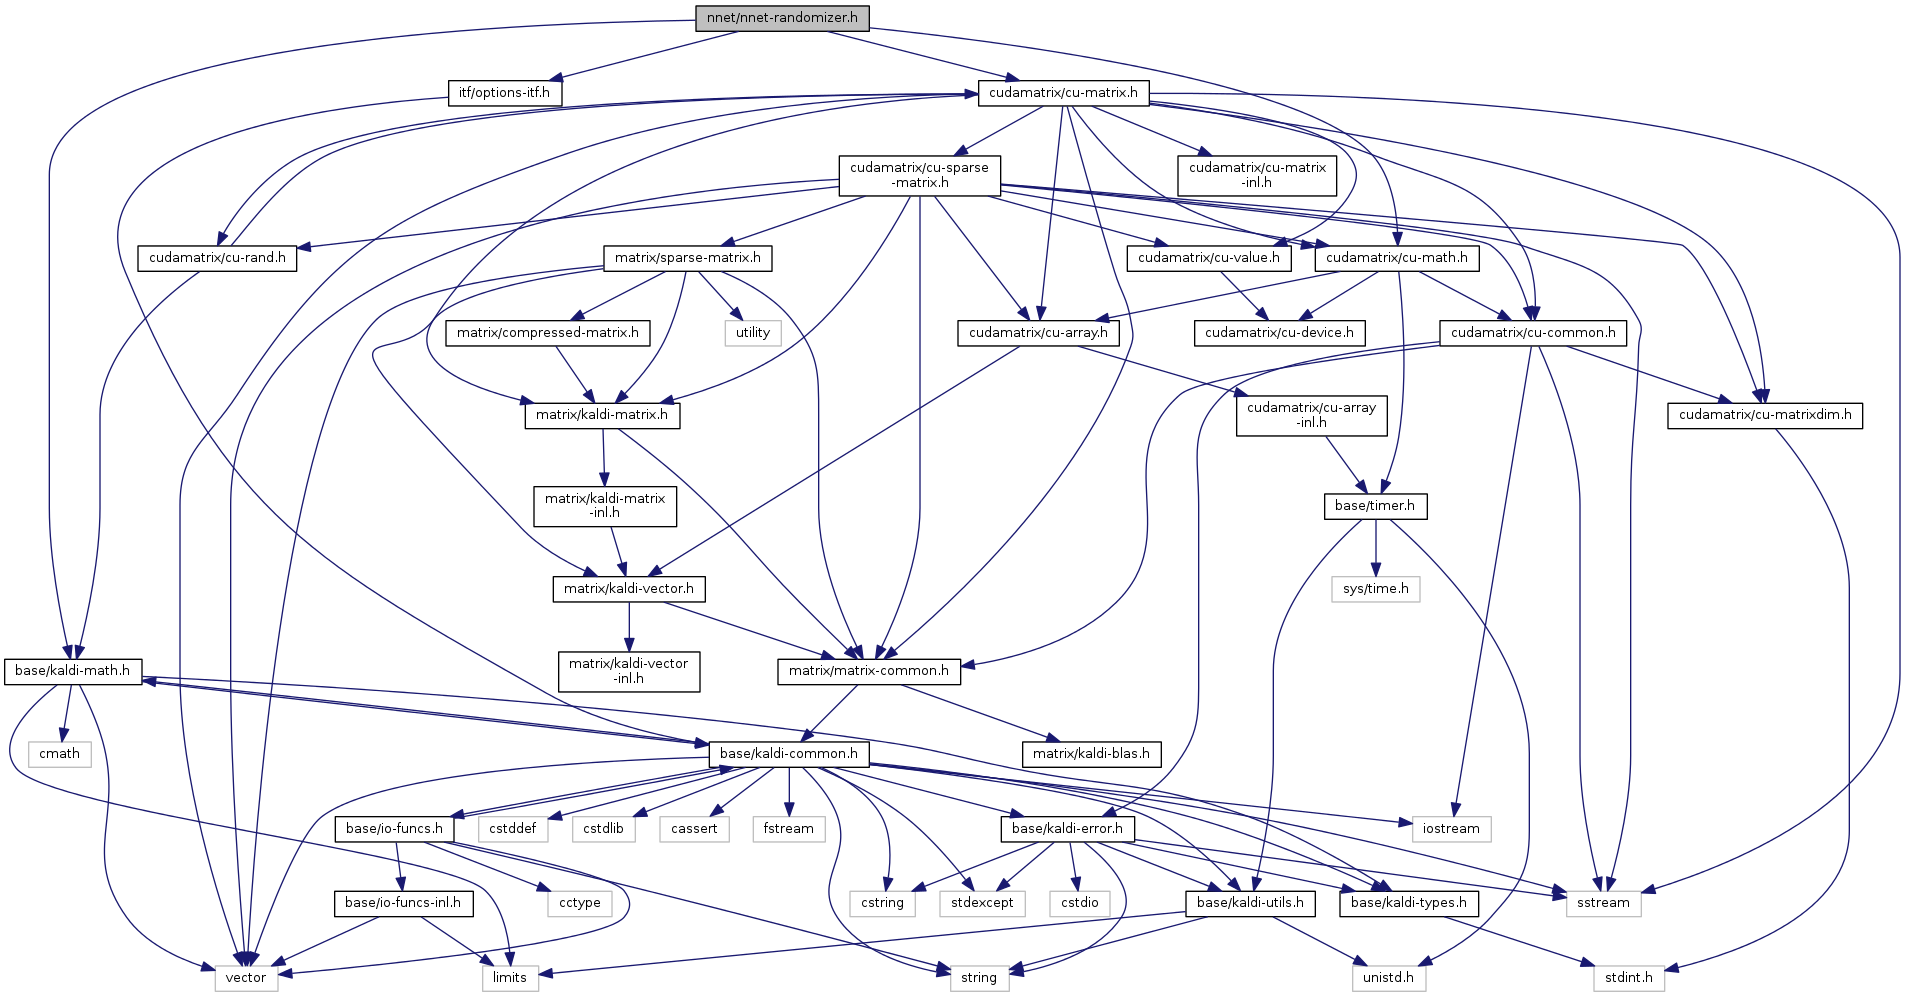 nnet/nnet-randomizer.h
itf/options-itf.h
cudamatrix/cu-matrix.h
cudamatrix/cu-sparse
-matrix.h
cudamatrix/cu-matrix
-inl.h
cudamatrix/cu-rand.h
matrix/sparse-matrix.h
cudamatrix/cu-value.h
cudamatrix/cu-math.h
matrix/compressed-matrix.h
utility
cudamatrix/cu-array.h
cudamatrix/cu-device.h
cudamatrix/cu-common.h
matrix/kaldi-matrix.h
cudamatrix/cu-array
-inl.h
cudamatrix/cu-matrixdim.h
matrix/kaldi-matrix
-inl.h
base/timer.h
matrix/kaldi-vector.h
sys/time.h
base/kaldi-math.h
matrix/kaldi-vector
-inl.h
matrix/matrix-common.h
cmath
base/kaldi-common.h
matrix/kaldi-blas.h
base/io-funcs.h
cstddef
cstdlib
cassert
fstream
base/kaldi-error.h
iostream
base/io-funcs-inl.h
cctype
cstring
stdexcept
cstdio
base/kaldi-utils.h
base/kaldi-types.h
sstream
vector
limits
string
unistd.h
stdint.h